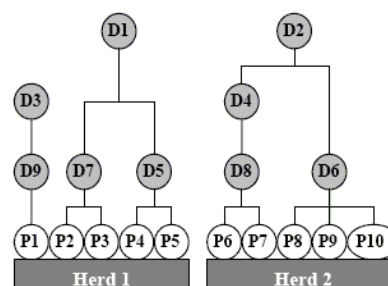 D1 D2
D3 D4
D9 D7 D5 D8 D6
P1 P2 P3 P4 P5 P6 P7 P8 P9 P10
Herd 1 Herd 2